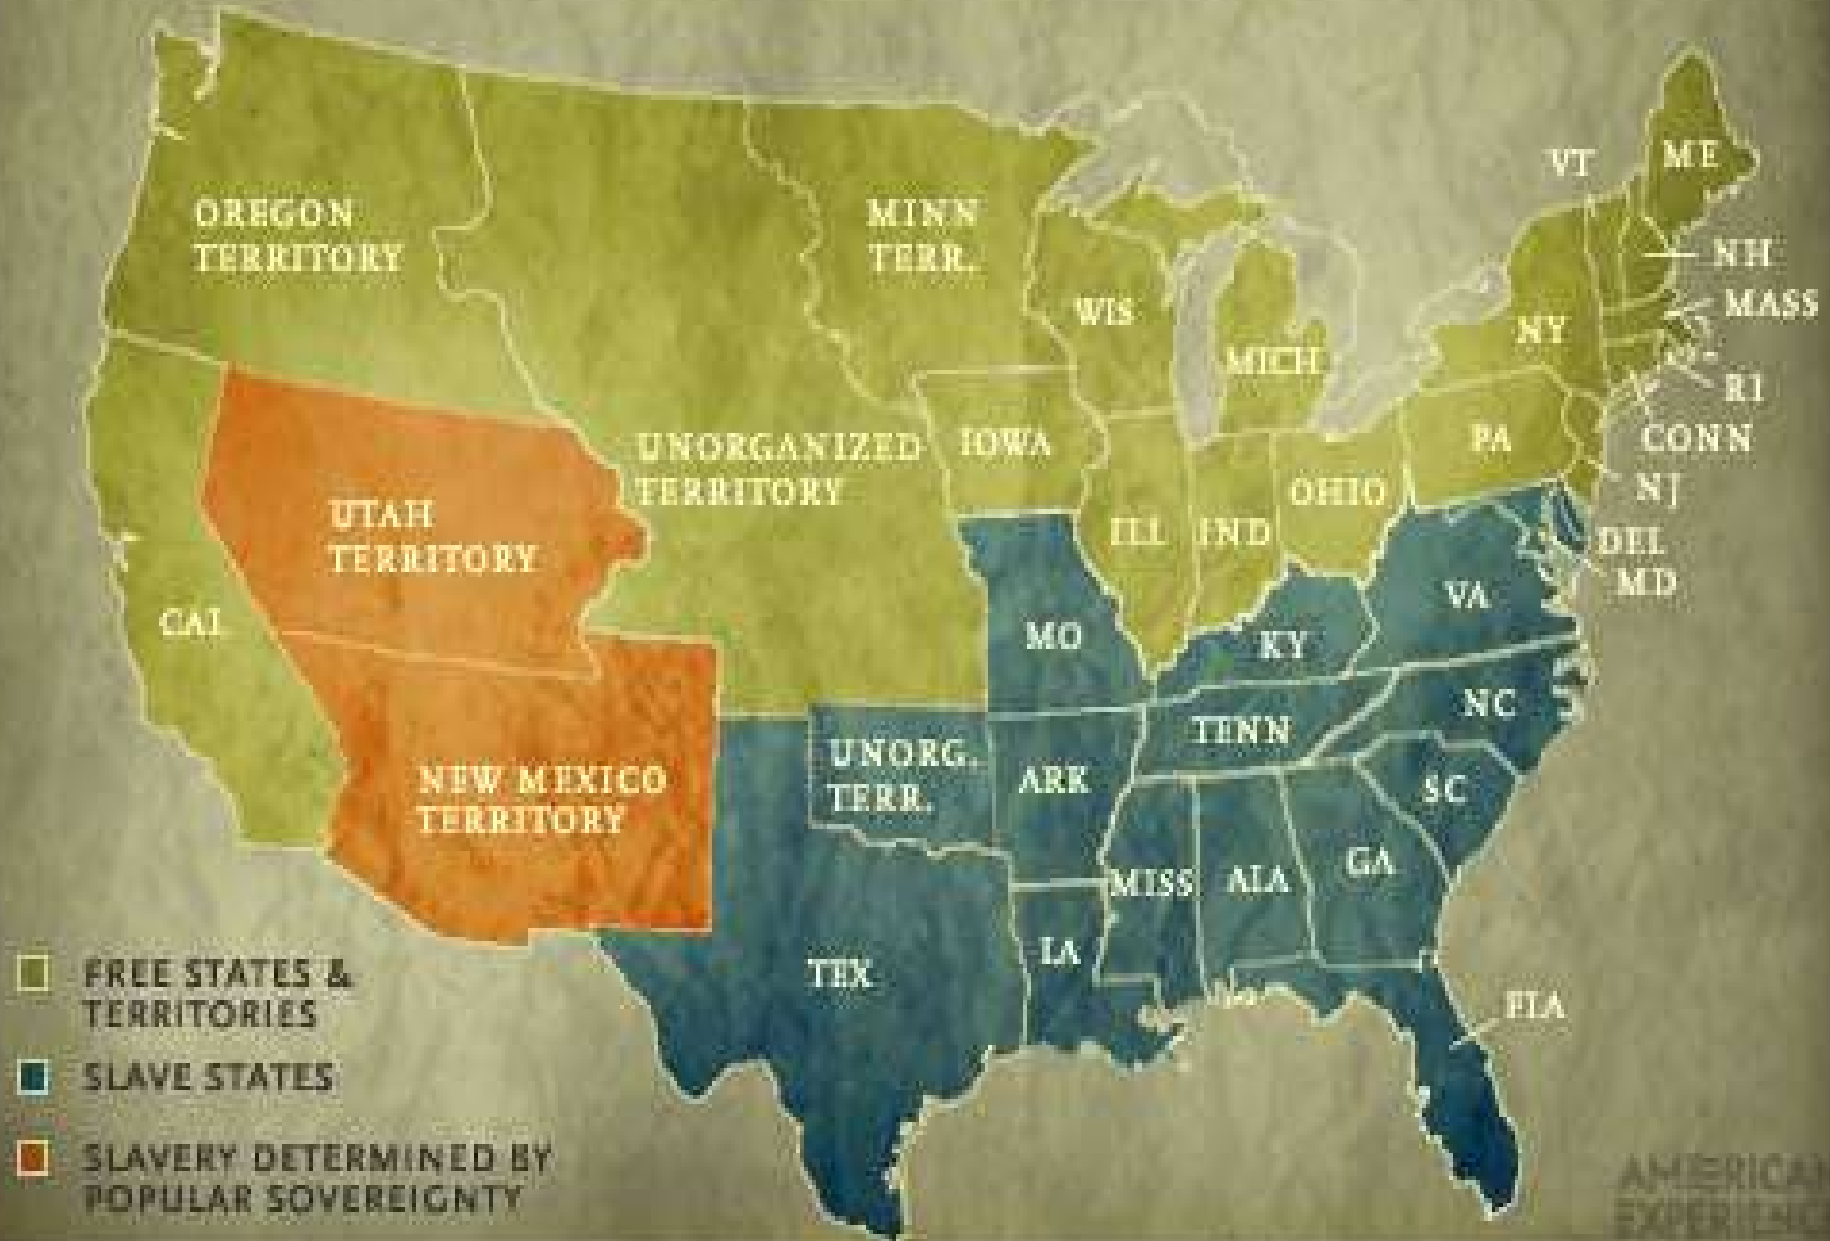 OREGON
TERRITORY
MINN
TERR.
VT
ME
NH
MASS
WIS
NY
MICH
RI
UNORGANIZED
TERRITORY
IOWA
PA
CONN
NJ
UTAH
TERRITORY
ILL
IND
OHIO
DEL
MD
CAL
MO
KY
VA
NC
TENN
UNORG.
TERR.
ARK
SC
NEW MEXICO
TERRITORY
MISS
ALA
GA
LA
TEX
FLA
FREE STATES &
TERRITORIES
SLAVE STATES
SLAVERY DETERMINED BY
POPULAR SOVEREIGNTY
AMERICAN
EXPERIENCE